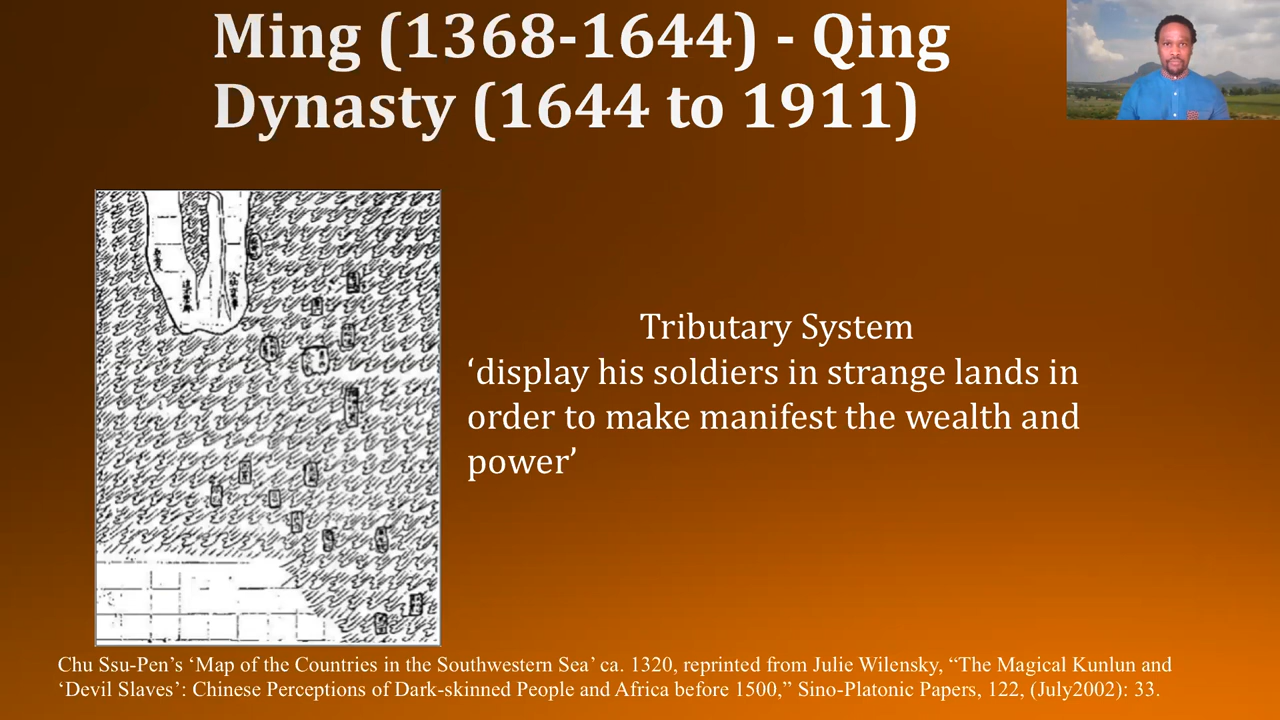 Ming (1368-1644) - Qing
Dynasty (1644 to 1911)
Tributary System
‘display his soldiers in strange lands in
order to make manifest the wealth and
power’
Chu Ssu-Pen’s ‘Map of the Countries in the Southwestern Sea’ ca. 1320, reprinted from Julie Wilensky, “The Magical Kunlun and
‘Devil Slaves’: Chinese Perceptions of Dark-skinned People and Africa before 1500,” Sino-Platonic Papers, 122, (July2002): 33.